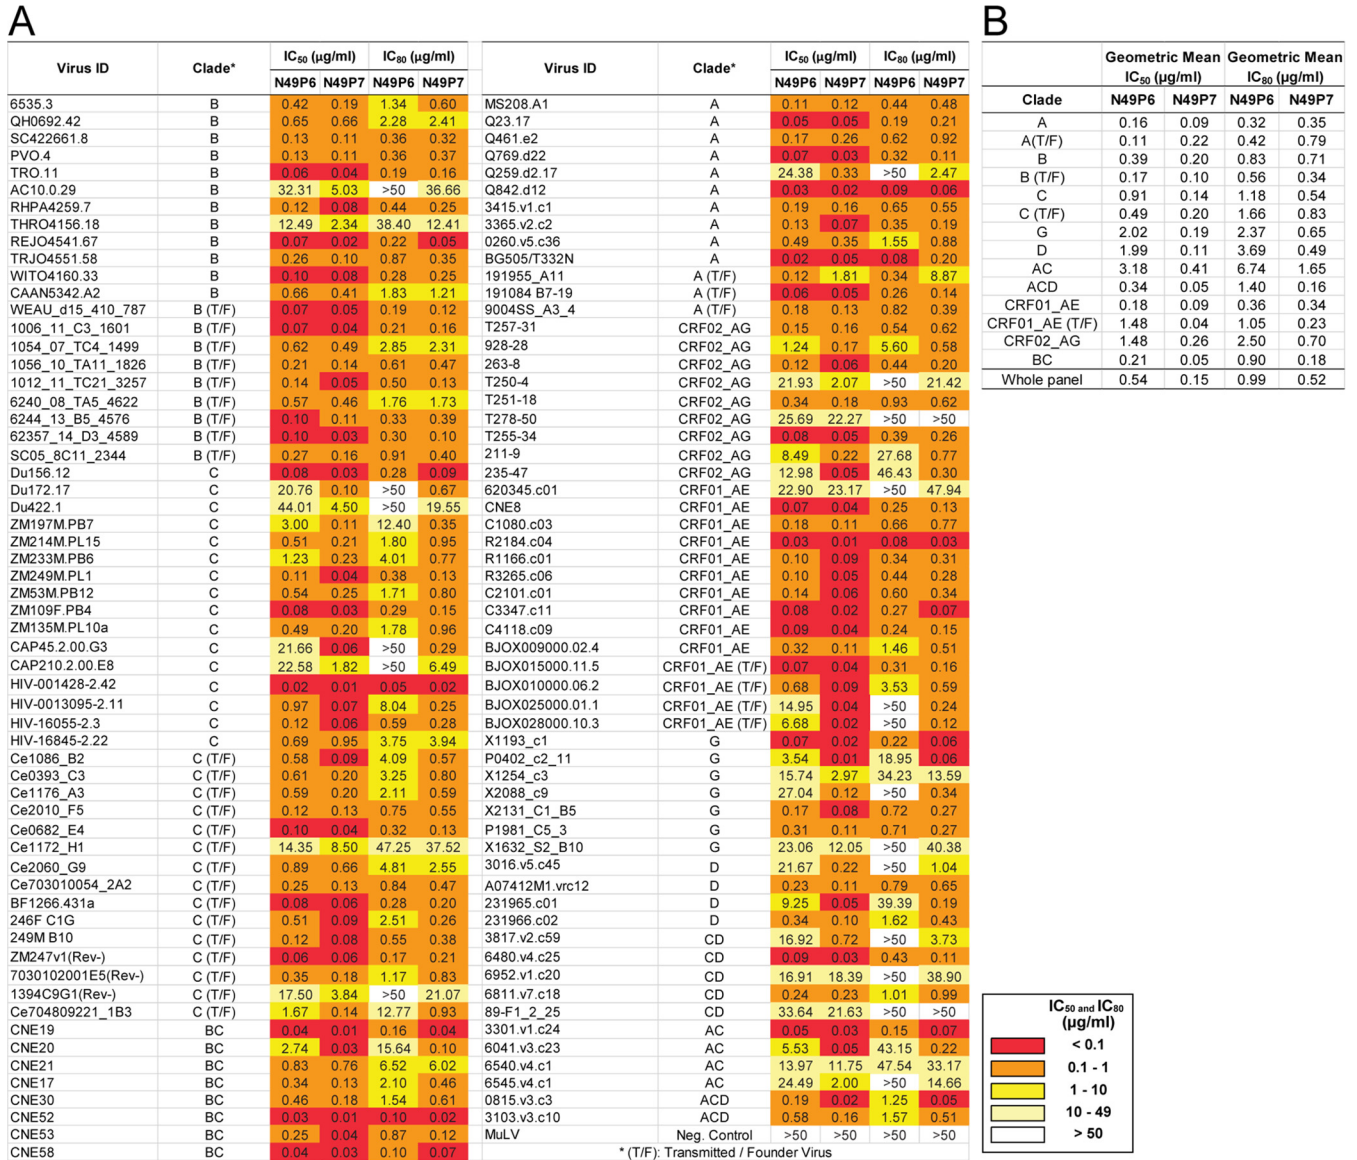 A
Virus ID Clade* IC50 (µg/ml) IC80 (µg/ml)
N49P6 N49P7 N49P6 N49P7
6535.3 B 0.42 0.19 1.34 0.60
QH0692.42 B 0.65 0.66 2.28 2.41
SC422661.8 B 0.13 0.11 0.36 0.32
PVO.4 B 0.13 0.11 0.36 0.37
TRO.11 B 0.06 0.04 0.19 0.16
AC10.0.29 B 32.31 5.03 >50 36.66
RHPA4259.7 B 0.12 0.08 0.44 0.25
THRO4156.18 B 12.49 2.34 38.40 12.41
REJO4541.67 B 0.07 0.02 0.22 0.05
TRJO4551.58 B 0.26 0.10 0.87 0.35
WITO4160.33 B 0.10 0.08 0.28 0.25
CAAN5342.A2 B 0.66 0.41 1.83 1.21
WEAU_d15_410_787 B (T/F) 0.07 0.05 0.19 0.12
1006_11_C3_1601 B (T/F) 0.07 0.04 0.21 0.16
1054_07_TC4_1499 B (T/F) 0.62 0.49 2.85 2.31
1056_10_TA11_1826 B (T/F) 0.21 0.14 0.61 0.47
1012_11_TC21_3257 B (T/F) 0.14 0.05 0.50 0.13
6240_08_TA5_4622 B (T/F) 0.57 0.46 1.76 1.73
6244_13_B5_4576 B (T/F) 0.10 0.11 0.33 0.39
62357_14_D3_4589 B (T/F) 0.10 0.03 0.30 0.10
SC05_8C11_2344 B (T/F) 0.27 0.16 0.91 0.40
Du156.12 C 0.08 0.03 0.28 0.09
Du172.17 C 20.76 0.10 >50 0.67
Du422.1 C 44.01 4.50 >50 19.55
ZM197M.PB7 C 3.00 0.11 12.40 0.35
ZM214M.PL15 C 0.51 0.21 1.80 0.95
ZM233M.PB6 C 1.23 0.23 4.01 0.77
ZM249M.PL1 C 0.11 0.04 0.38 0.13
ZM53M.PB12 C 0.54 0.25 1.71 0.80
ZM109F.PB4 C 0.08 0.03 0.29 0.15
ZM135M.PL10a C 0.49 0.20 1.78 0.96
CAP45.2.00.G3 C 21.66 0.06 >50 0.29
CAP210.2.00.E8 C 22.58 1.82 >50 6.49
HIV-001428-2.42 C 0.02 0.01 0.05 0.02
HIV-0013095-2.11 C 0.97 0.07 8.04 0.25
HIV-16055-2.3 C 0.12 0.06 0.59 0.28
HIV-16845-2.22 C 0.69 0.95 3.75 3.94
Ce1086_B2 C (T/F) 0.58 0.09 4.09 0.57
Ce0393_C3 C (T/F) 0.61 0.20 3.25 0.80
Ce1176_A3 C (T/F) 0.59 0.20 2.11 0.59
Ce2010_F5 C (T/F) 0.12 0.13 0.75 0.55
Ce0682_E4 C (T/F) 0.10 0.04 0.32 0.13
Ce1172_H1 C (T/F) 14.35 8.50 47.25 37.52
Ce2060_G9 C (T/F) 0.89 0.66 4.81 2.55
Ce703010054_2A2 C (T/F) 0.25 0.13 0.84 0.47
BF1266.431a C (T/F) 0.08 0.06 0.28 0.20
246F C1G C (T/F) 0.51 0.09 2.51 0.26
249M B10 C (T/F) 0.12 0.08 0.55 0.38
ZM247v1(Rev-) C (T/F) 0.06 0.06 0.17 0.21
7030102001E5(Rev-) C (T/F) 0.35 0.18 1.17 0.83
1394C9G1(Rev-) C (T/F) 17.50 3.84 >50 21.07
Ce704809221_1B3 C (T/F) 1.67 0.14 12.77 0.93
CNE19 BC 0.04 0.01 0.16 0.04
CNE20 BC 2.74 0.03 15.64 0.10
CNE21 BC 0.83 0.76 6.52 6.02
CNE17 BC 0.34 0.13 2.10 0.46
CNE30 BC 0.46 0.18 1.54 0.61
CNE52 BC 0.03 0.01 0.10 0.02
CNE53 BC 0.25 0.04 0.87 0.12
CNE58 BC 0.04 0.03 0.10 0.07
Virus ID Clade* IC50 (µg/ml) IC80 (µg/ml)
N49P6 N49P7 N49P6 N49P7
MS208.A1 A 0.11 0.12 0.44 0.48
Q23.17 A 0.05 0.05 0.19 0.21
Q461.e2 A 0.17 0.26 0.62 0.92
Q769.d22 A 0.07 0.03 0.32 0.11
Q259.d2.17 A 24.38 0.33 >50 2.47
Q842.d12 A 0.03 0.02 0.09 0.06
3415.v1.c1 A 0.19 0.16 0.65 0.55
3365.v2.c2 A 0.13 0.07 0.35 0.19
0260.v5.c36 A 0.49 0.35 1.55 0.88
BG505/T332N A 0.02 0.05 0.08 0.20
191955_A11 A (T/F) 0.12 1.81 0.34 8.87
191084 B7-19 A (T/F) 0.06 0.05 0.26 0.14
9004SS_A3_4 A (T/F) 0.18 0.13 0.82 0.39
T257-31 CRF02_AG 0.15 0.16 0.54 0.62
928-28 CRF02_AG 1.24 0.17 5.60 0.58
263-8 CRF02_AG 0.12 0.06 0.44 0.20
T250-4 CRF02_AG 21.93 2.07 >50 21.42
T251-18 CRF02_AG 0.34 0.18 0.93 0.62
T278-50 CRF02_AG 25.69 22.27 >50 >50
T255-34 CRF02_AG 0.08 0.05 0.39 0.26
211-9 CRF02_AG 8.49 0.22 27.68 0.77
235-47 CRF02_AG 12.98 0.05 46.43 0.30
620345.c01 CRF01_AE 22.90 23.17 >50 47.94
CNE8 CRF01_AE 0.07 0.04 0.25 0.13
C1080.c03 CRF01_AE 0.18 0.11 0.66 0.77
R2184.c04 CRF01_AE 0.03 0.01 0.08 0.03
R1166.c01 CRF01_AE 0.10 0.09 0.34 0.31
R3265.c06 CRF01_AE 0.10 0.05 0.44 0.28
C2101.c01 CRF01_AE 0.14 0.06 0.60 0.34
C3347.c11 CRF01_AE 0.08 0.02 0.27 0.07
C4118.c09 CRF01_AE 0.09 0.04 0.24 0.15
BJOX009000.02.4 CRF01_AE 0.32 0.11 1.46 0.51
BJOX015000.11.5 CRF01_AE (T/F) 0.07 0.04 0.31 0.16
BJOX010000.06.2 CRF01_AE (T/F) 0.68 0.09 3.53 0.59
BJOX025000.01.1 CRF01_AE (T/F) 14.95 0.04 >50 0.24
BJOX028000.10.3 CRF01_AE (T/F) 6.68 0.02 >50 0.12
X1193_c1 G 0.07 0.02 0.22 0.06
P0402_c2_11 G 3.54 0.01 18.95 0.06
X1254_c3 G 15.74 2.97 34.23 13.59
X2088_c9 G 27.04 0.12 >50 0.34
X2131_C1_B5 G 0.17 0.08 0.72 0.27
P1981_C5_3 G 0.31 0.11 0.71 0.27
X1632_S2_B10 G 23.06 12.05 >50 40.38
3016.v5.c45 D 21.67 0.22 >50 1.04
A07412M1.vrc12 D 0.23 0.11 0.79 0.65
231965.c01 D 9.25 0.05 39.39 0.19
231966.c02 D 0.34 0.10 1.62 0.43
3817.v2.c59 CD 16.92 0.72 >50 3.73
6480.v4.c25 CD 0.09 0.03 0.43 0.11
6952.v1.c20 CD 16.91 18.39 >50 38.90
6811.v7.c18 CD 0.24 0.23 1.01 0.99
89-F1_2_25 CD 33.64 21.63 >50 >50
3301.v1.c24 AC 0.05 0.03 0.15 0.07
6041.v3.c23 AC 5.53 0.05 43.15 0.22
6540.v4.c1 AC 13.97 11.75 47.54 33.17
6545.v4.c1 AC 24.49 2.00 >50 14.66
0815.v3.c3 ACD 0.19 0.02 1.25 0.05
3103.v3.c10 ACD 0.58 0.16 1.57 0.51
MuLV Neg. Control >50 >50 >50 >50
* (T/F): Transmitted / Founder Virus
B
Geometric Mean IC50 (µg/ml) Geometric Mean IC80 (µg/ml)
Clade N49P6 N49P7 N49P6 N49P7
A 0.16 0.09 0.32 0.35
A(T/F) 0.11 0.22 0.42 0.79
B 0.39 0.20 0.83 0.71
B (T/F) 0.17 0.10 0.56 0.34
C 0.91 0.14 1.18 0.54
C (T/F) 0.49 0.20 1.66 0.83
G 2.02 0.19 2.37 0.65
D 1.99 0.11 3.69 0.49
AC 3.18 0.41 6.74 1.65
ACD 0.34 0.05 1.40 0.16
CRF01_AE 0.18 0.09 0.36 0.34
CRF01_AE (T/F) 1.48 0.04 1.05 0.23
CRF02_AG 1.48 0.26 2.50 0.70
BC 0.21 0.05 0.90 0.18
Whole panel 0.54 0.15 0.99 0.52
IC50 and IC80
(µg/ml)
< 0.1
0.1 - 1
1 - 10
10 - 49
> 50